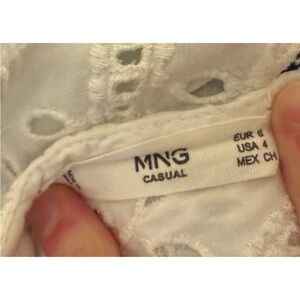 MNG
CASUAL
EUR 6
USA 4
MEX CH